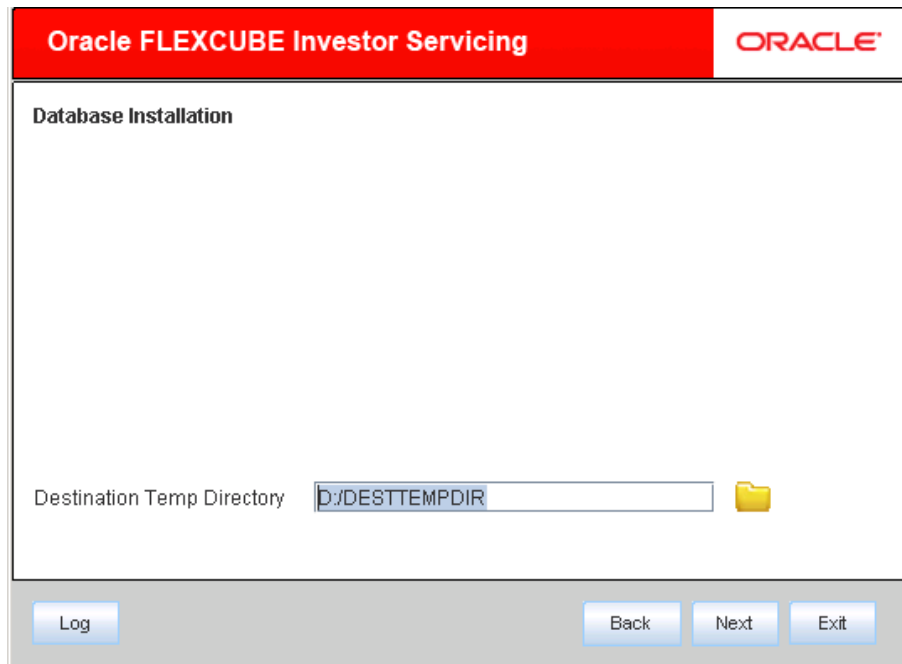 Oracle FLEXCUBE Investor Servicing
ORACLE
Database Installation
Destination Temp Directory D:/DESTTEMPDIR
Log Back Next Exit